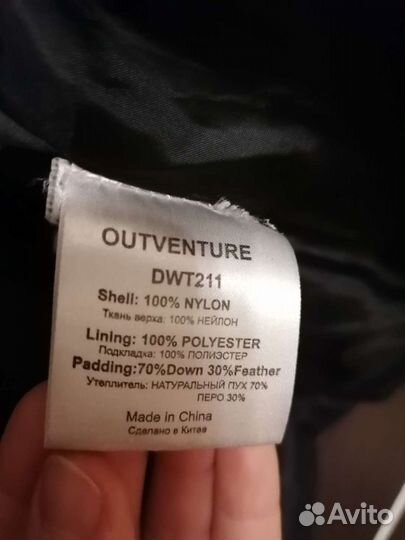 OUTVENTURE
DWT211
Shell: 100% NYLON
Ткань верха: 100% НЕЙЛОН
Lining: 100% POLYESTER
Подкладка: 100% ПОЛИЭСТЕР
Padding:70%Down 30%Feather
Утеплитель: НАТУРАЛЬНЫЙ ПУХ 70%
ПЕРО 30%
Made in China
Сделано в Китае
Avito